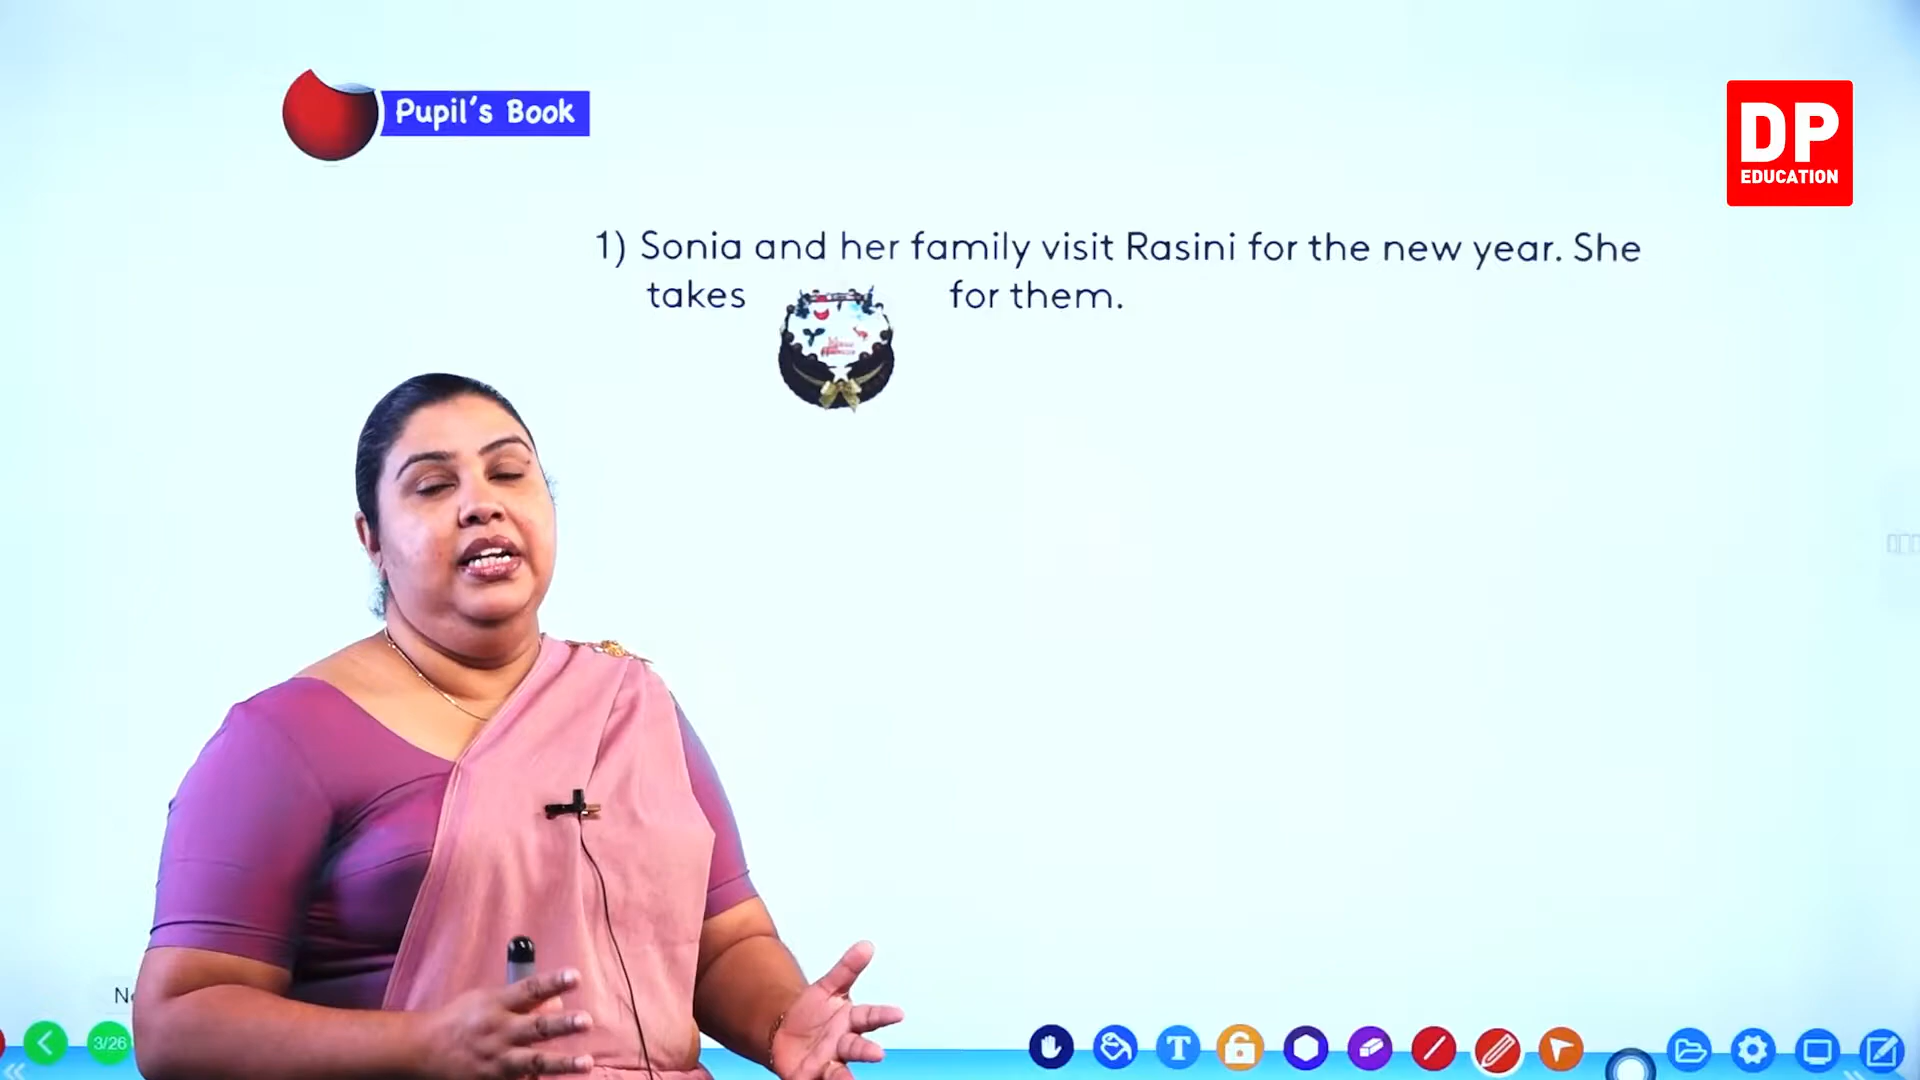 Pupil's Book
DP
EDUCATION
1) Sonia and her family visit Rasini for the new year. She
takes for them.
3/26
T